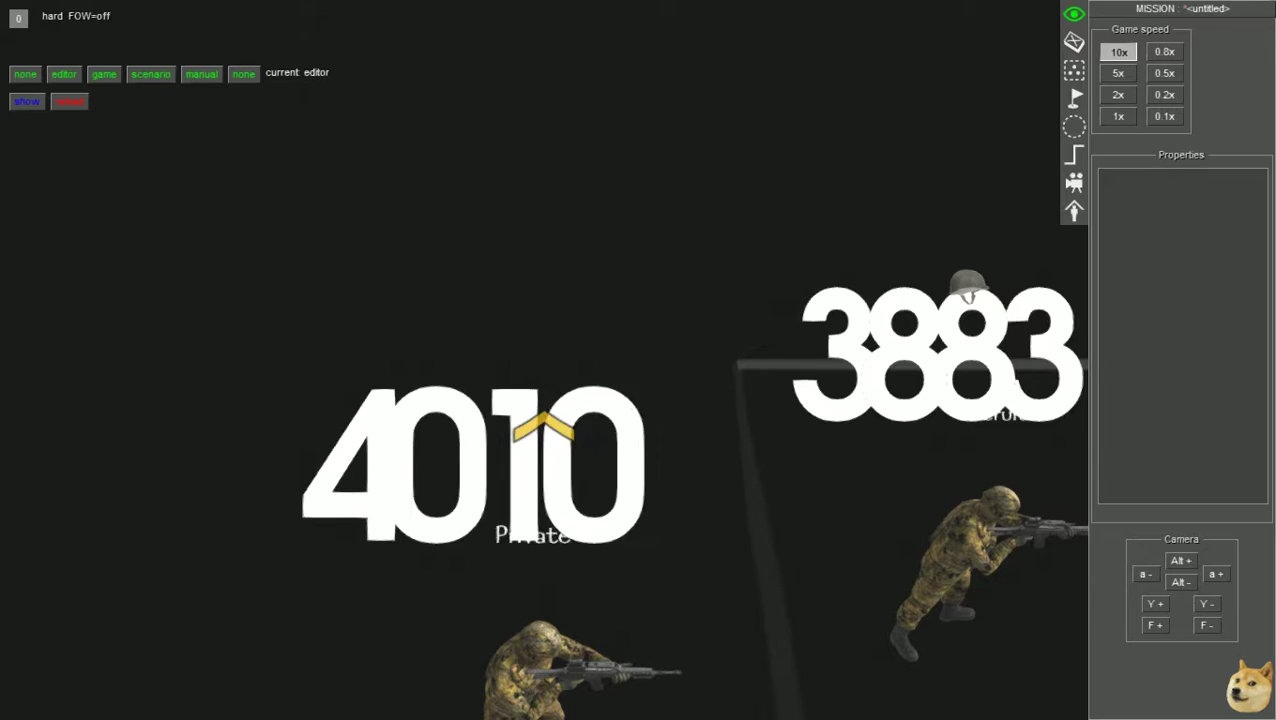 0 hard FOW=off
none editor game scenario manual none current: editor
show
MISSION : *<untitled>
Game speed
10x 0.8x
5x 0.5x
2x 0.2x
1x 0.1x
Properties
3883
4010
Private
Camera
Alt +
a - a +
Alt -
Y + Y -
F + F -